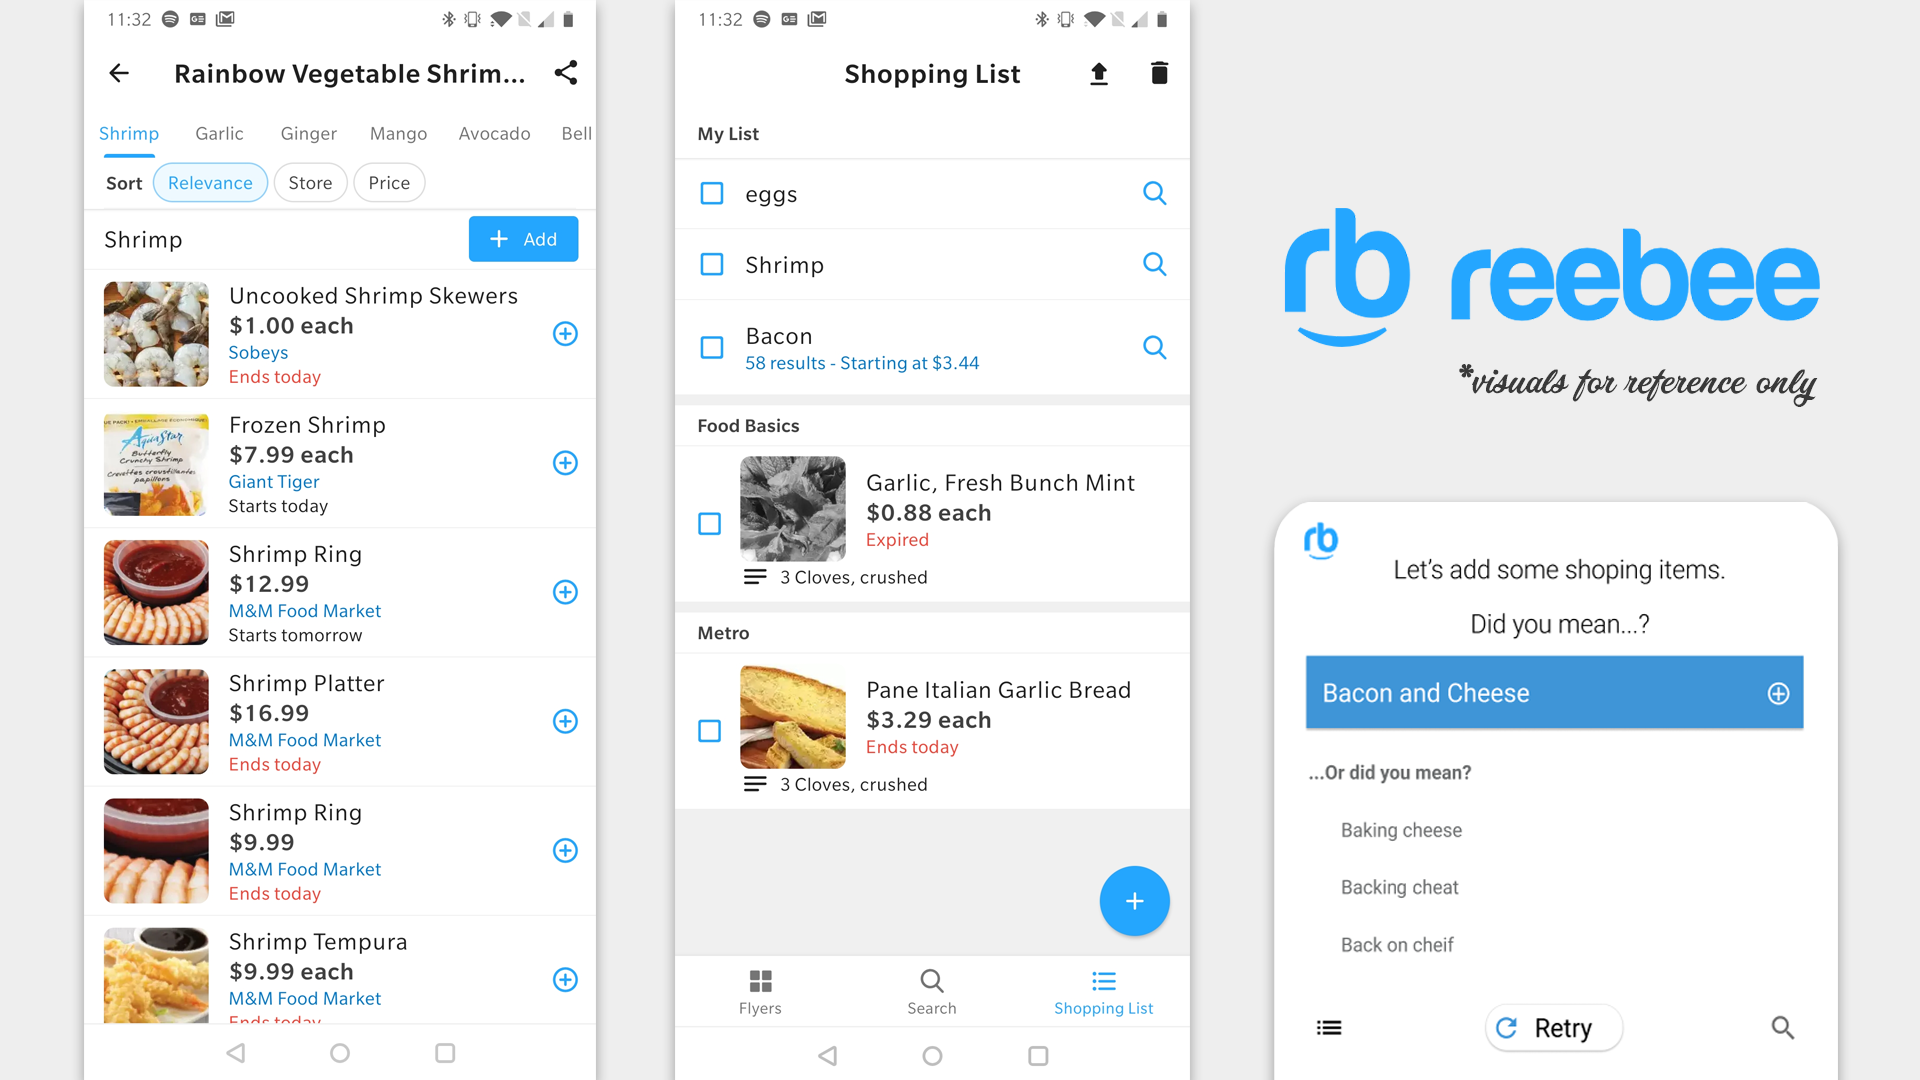 11:32
Rainbow Vegetable Shrim...
Shrimp Garlic Ginger Mango Avocado Bell
Sort Relevance Store Price
Shrimp
+ Add
Uncooked Shrimp Skewers
$1.00 each
Sobeys
Ends today
Frozen Shrimp
$7.99 each
Giant Tiger
Starts today
AquaStar
Butterfly
Crunchy Shrimp
Crevettes croustillantes
papillons
Shrimp Ring
$12.99
M&M Food Market
Starts tomorrow
Shrimp Platter
$16.99
M&M Food Market
Ends today
Shrimp Ring
$9.99
M&M Food Market
Ends today
Shrimp Tempura
$9.99 each
M&M Food Market
Ends today
11:32
Shopping List
My List
eggs
Shrimp
Bacon
58 results - Starting at $3.44
Food Basics
Garlic, Fresh Bunch Mint
$0.88 each
Expired
3 Cloves, crushed
Metro
Pane Italian Garlic Bread
$3.29 each
Ends today
3 Cloves, crushed
Flyers Search Shopping List
rb reebee
*visuals for reference only
rb
Let's add some shoping items.
Did you mean...?
Bacon and Cheese
...Or did you mean?
Baking cheese
Backing cheat
Back on cheif
Retry